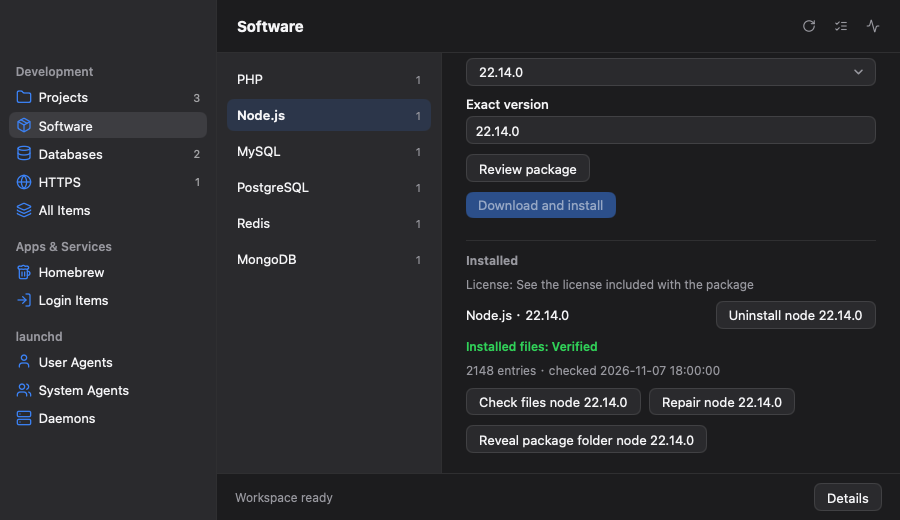 Software
Development
Projects 3
Software
Databases 2
HTTPS 1
All Items
Apps & Services
Homebrew
Login Items
launchd
User Agents
System Agents
Daemons
PHP 1
Node.js 1
MySQL 1
PostgreSQL 1
Redis 1
MongoDB 1
22.14.0
Exact version
22.14.0
Review package
Download and install
Installed
License: See the license included with the package
Node.js · 22.14.0
Uninstall node 22.14.0
Installed files: Verified
2148 entries · checked 2026-11-07 18:00:00
Check files node 22.14.0
Repair node 22.14.0
Reveal package folder node 22.14.0
Workspace ready
Details